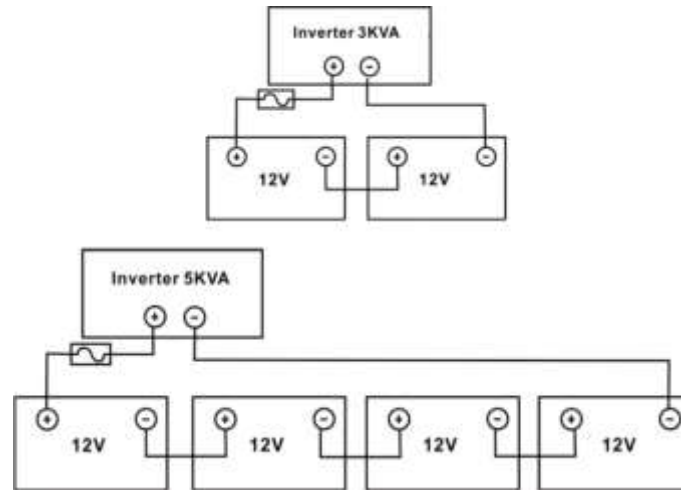 Inverter 3KVA
+ −
+ − + −
12V 12V
Inverter 5KVA
+ −
+ − + − + − + −
12V 12V 12V 12V